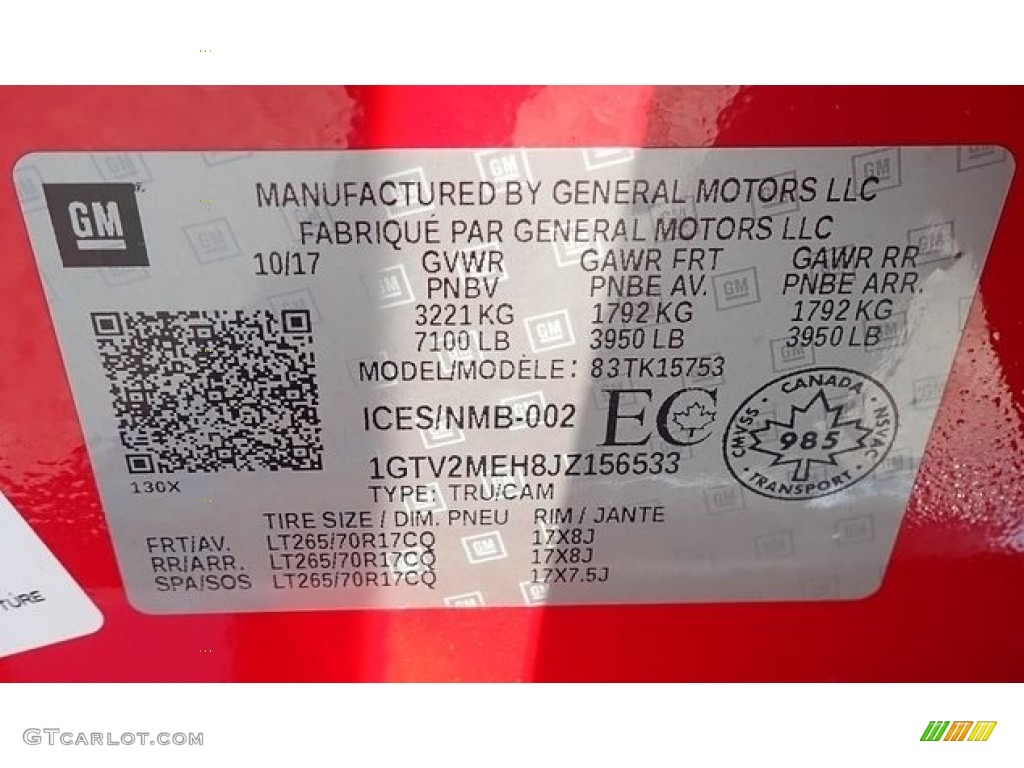 GM
MANUFACTURED BY GENERAL MOTORS LLC
FABRIQUÉ PAR GENERAL MOTORS LLC
10/17 GVWR GAWR FRT GAWR RR
PNBV PNBE AV. PNBE ARR.
3221 KG 1792 KG 1792 KG
7100 LB 3950 LB 3950 LB
MODEL/MODÈLE: 83TK15753
ICES/NMB-002 EC
CANADA
CMVSS 985 NSVAC
TRANSPORT
1GTV2MEH8JZ156533
130X
TYPE: TRU/CAM
TIRE SIZE / DIM. PNEU RIM / JANTE
FRT/AV. LT265/70R17CQ 17X8J
RR/ARR. LT265/70R17CQ 17X8J
SPA/SOS LT265/70R17CQ 17X7.5J
TURE
GTCarlot.com